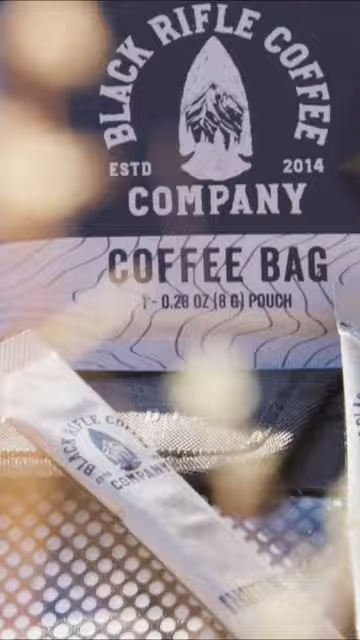 BLACK RIFLE COFFEE
ESTD 2014
COMPANY
COFFEE BAG
1 - 0.28 OZ (8 G) POUCH
BLACK RIFLE COFFEE
COMPANY